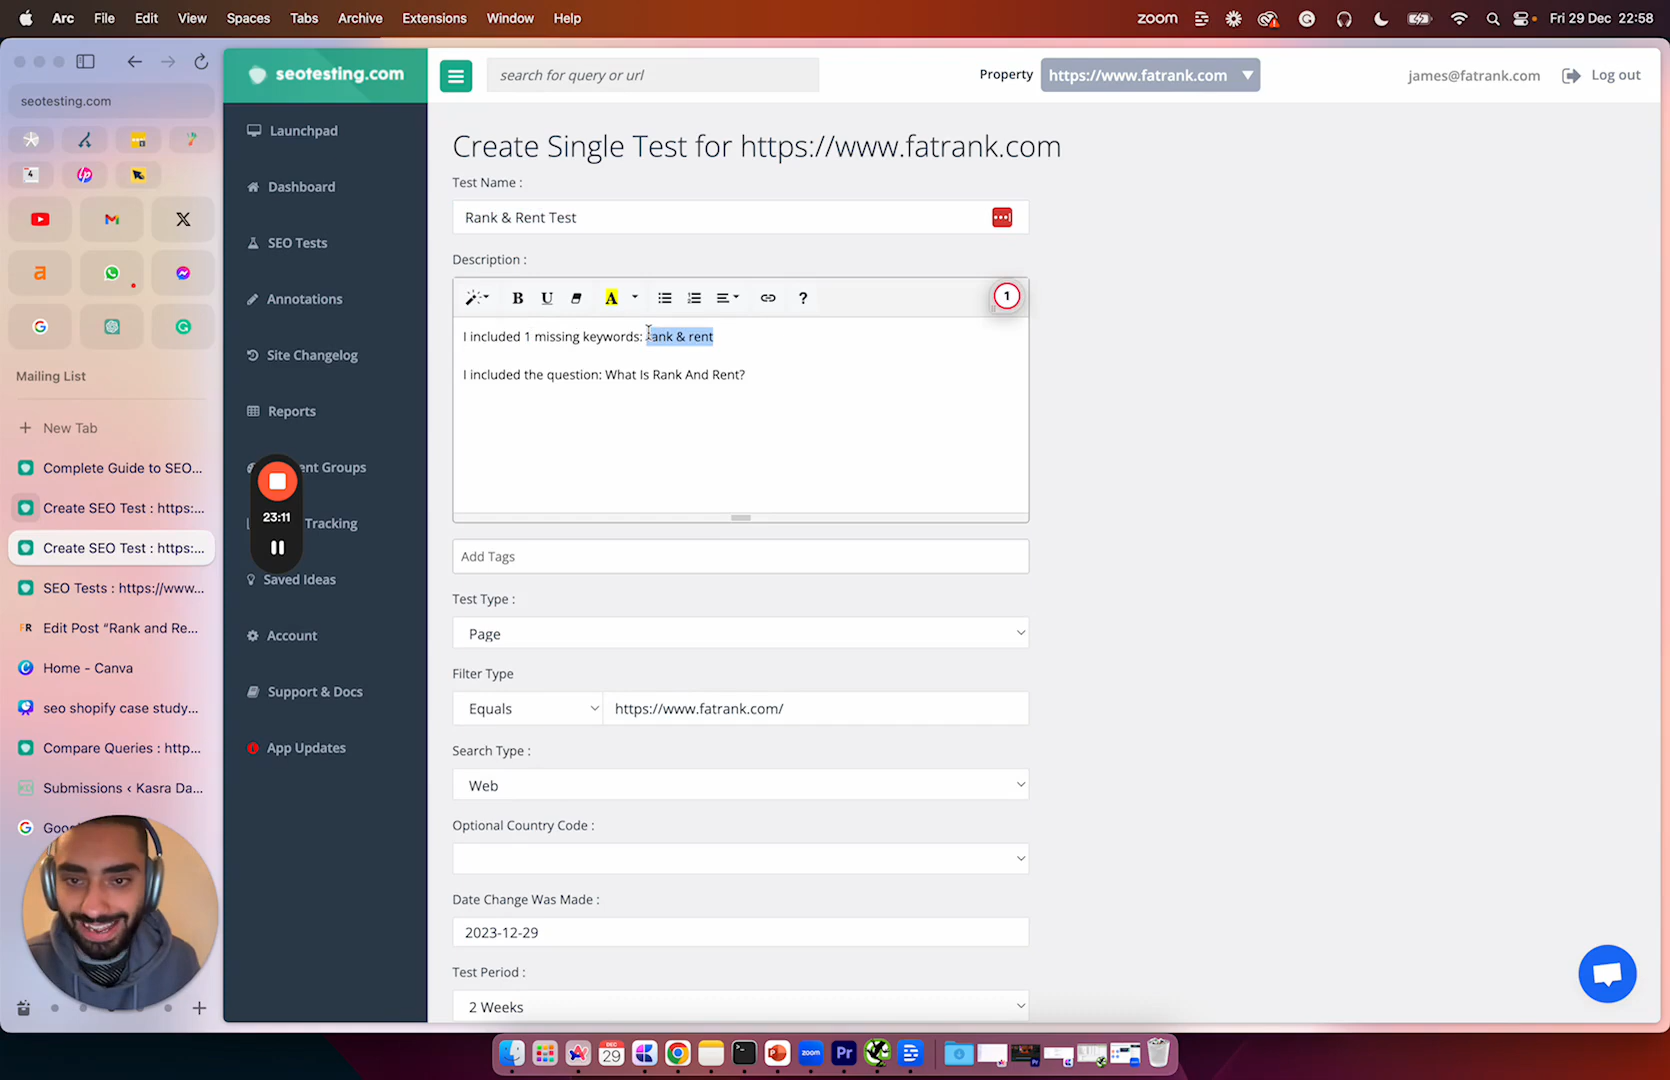 Arc File Edit View Spaces Tabs Archive Extensions Window Help
zoom
Fri 29 Dec 22:58
seotesting.com
4
Mailing List
New Tab
Complete Guide to SEO...
Create SEO Test : https:...
Create SEO Test : https:...
SEO Tests : https://www...
FR Edit Post “Rank and Re...
Home - Canva
seo shopify case study...
Compare Queries : http...
Submissions ‹ Kasra Da...
23:11
seotesting.com
Launchpad
Dashboard
SEO Tests
Annotations
Site Changelog
Reports
ent Groups
Tracking
Saved Ideas
Account
Support & Docs
App Updates
search for query or url
Property
https://www.fatrank.com
james@fatrank.com
Log out
Create Single Test for https://www.fatrank.com
Test Name :
Rank & Rent Test
Description :
B U A ?
1
I included 1 missing keywords: rank & rent
I included the question: What Is Rank And Rent?
Add Tags
Test Type :
Page
Filter Type
Equals
https://www.fatrank.com/
Search Type :
Web
Optional Country Code :
Date Change Was Made :
2023-12-29
Test Period :
2 Weeks
DEC
29
zoom
Pr